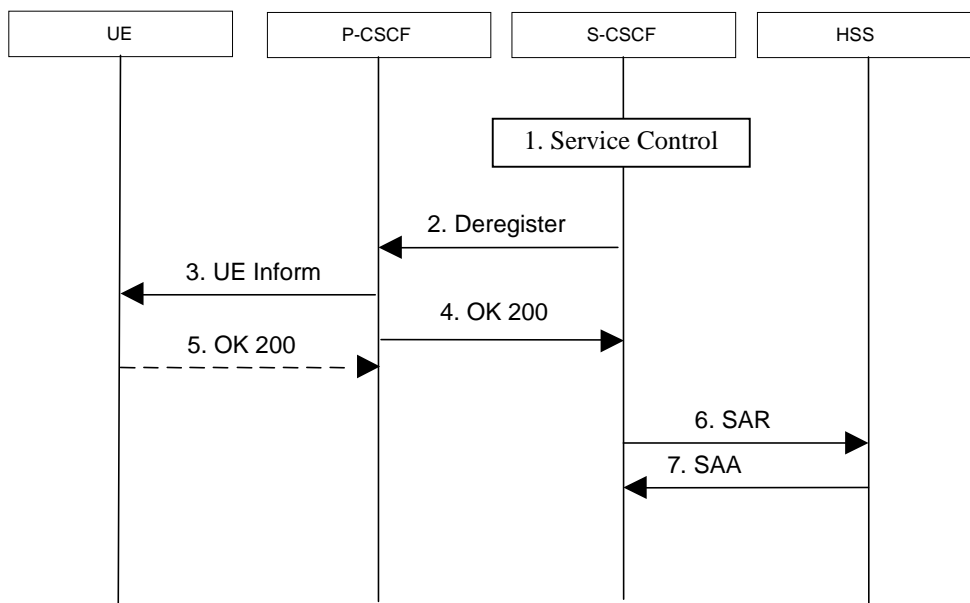 UE
P-CSCF
S-CSCF
HSS
1. Service Control
2. Deregister
3. UE Inform
4. OK 200
5. OK 200
6. SAR
7. SAA